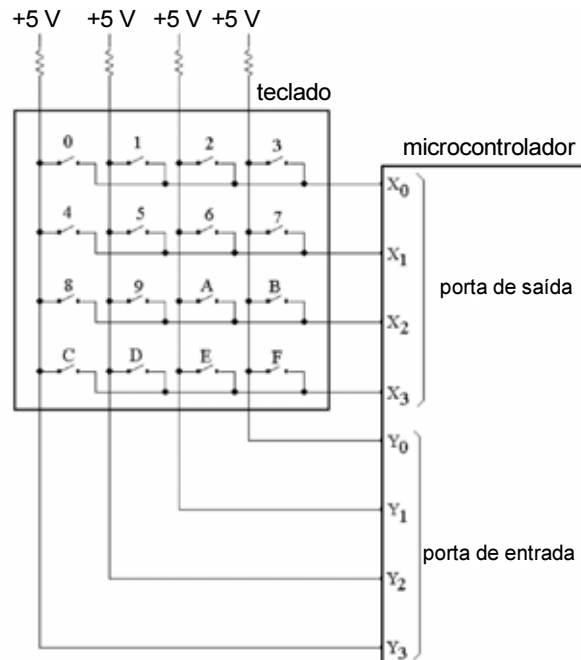 +5 V +5 V +5 V +5 V
teclado
microcontrolador
0 1 2 3
X0
4 5 6 7
X1
porta de saída
8 9 A B
X2
C D E F
X3
Y0
Y1
porta de entrada
Y2
Y3